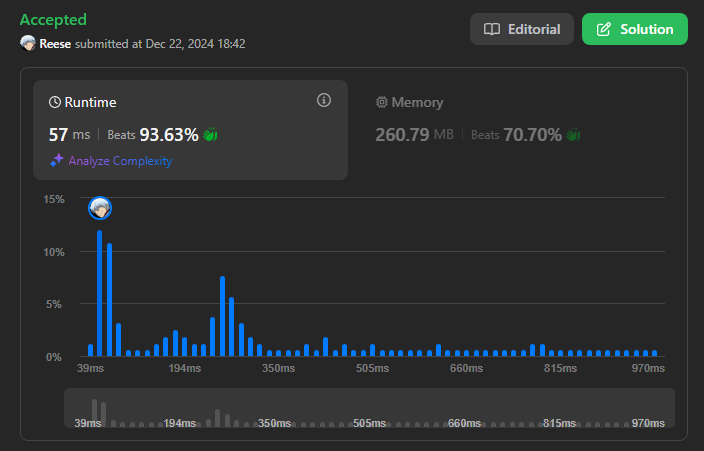 Accepted
Reese submitted at Dec 22, 2024 18:42
Editorial
Solution
Runtime
57 ms | Beats 93.63%
Analyze Complexity
Memory
260.79 MB | Beats 70.70%
15%
10%
5%
0%
39ms 194ms 350ms 505ms 660ms 815ms 970ms
39ms 194ms 350ms 505ms 660ms 815ms 970ms